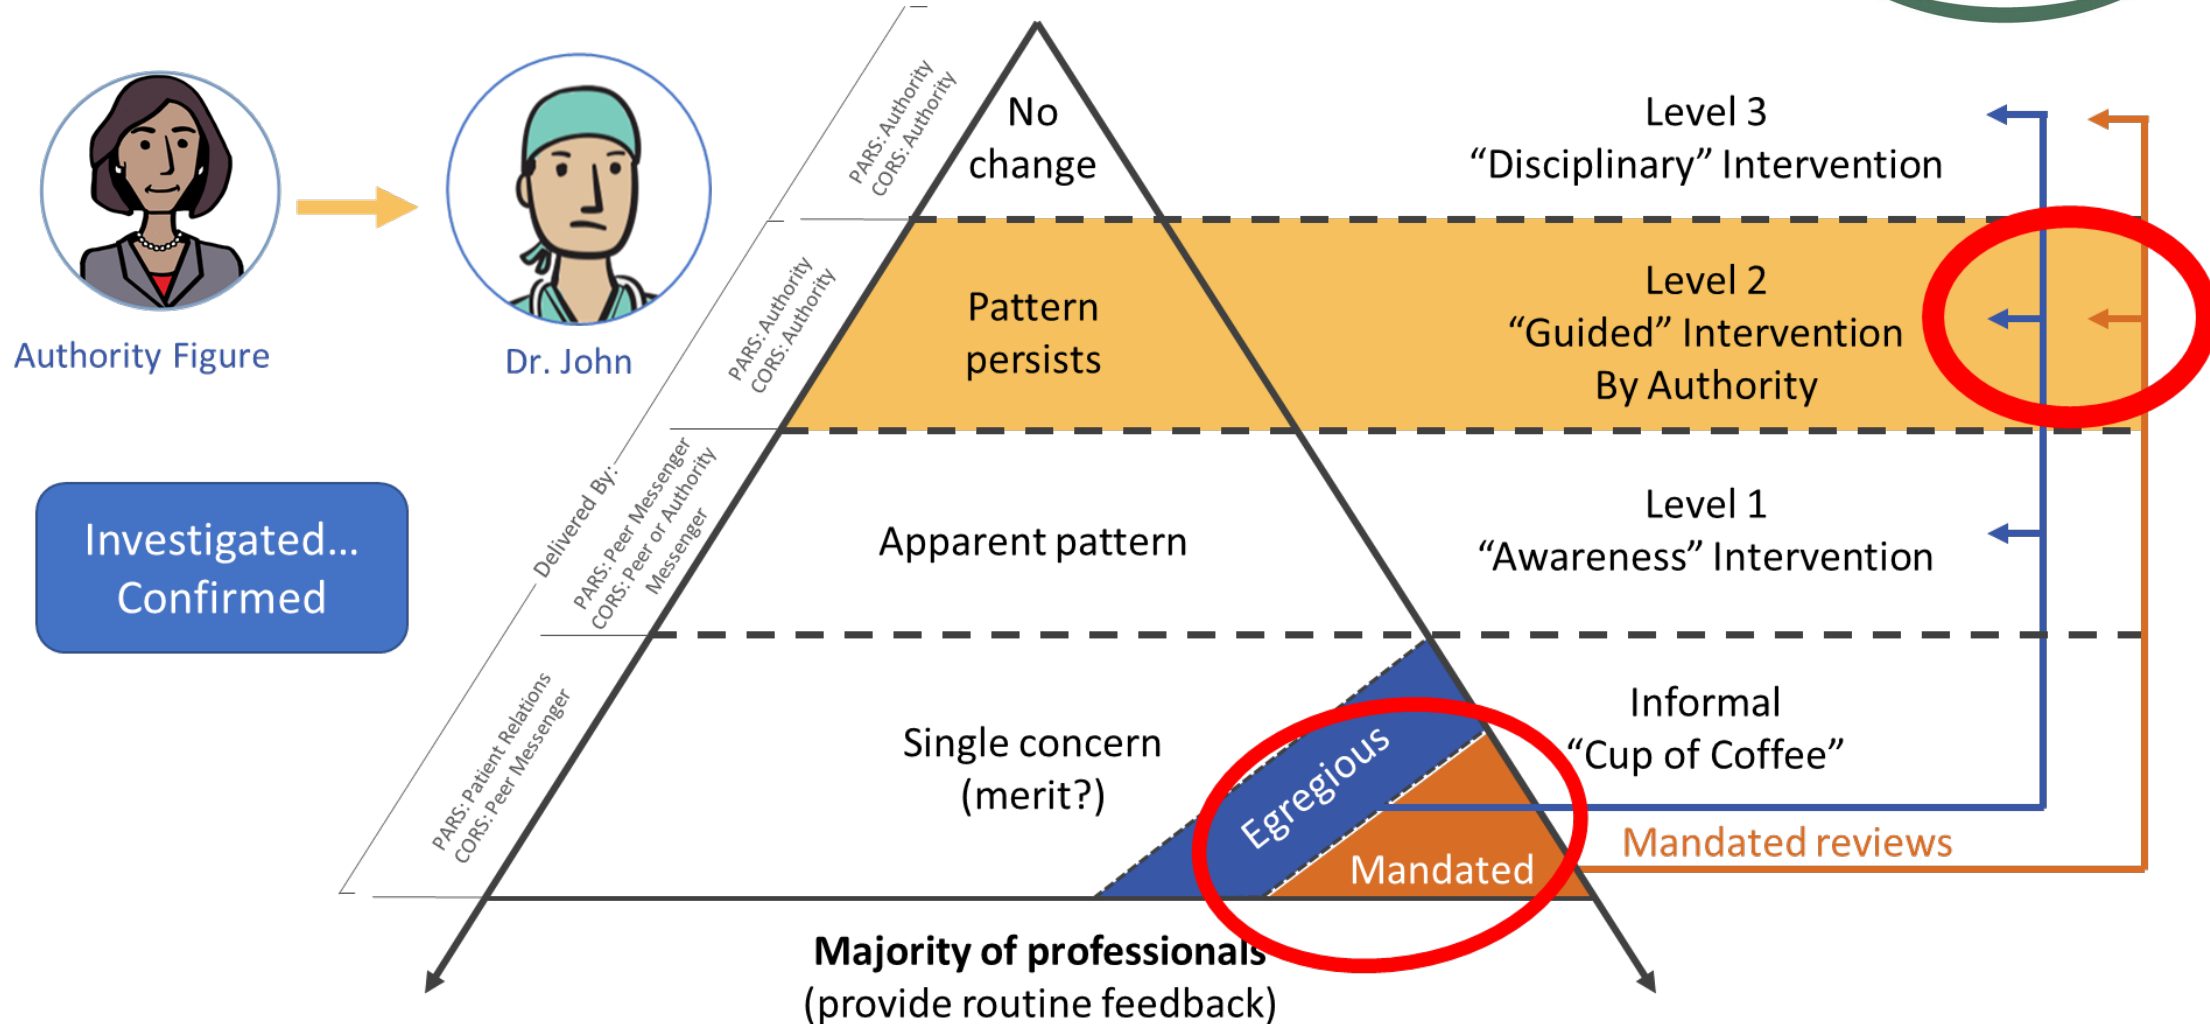 Authority Figure
Dr. John
Investigated…
Confirmed
Delivered By:
PARS: Authority
CORS: Authority
PARS: Authority
CORS: Authority
PARS: Peer Messenger
CORS: Peer or Authority
Messenger
PARS: Patient Relations
CORS: Peer Messenger
No
change
Level 3
“Disciplinary” Intervention
Pattern
persists
Level 2
“Guided” Intervention
By Authority
Apparent pattern
Level 1
“Awareness” Intervention
Single concern
(merit?)
Egregious
Mandated
Informal
“Cup of Coffee”
Mandated reviews
Majority of professionals
(provide routine feedback)